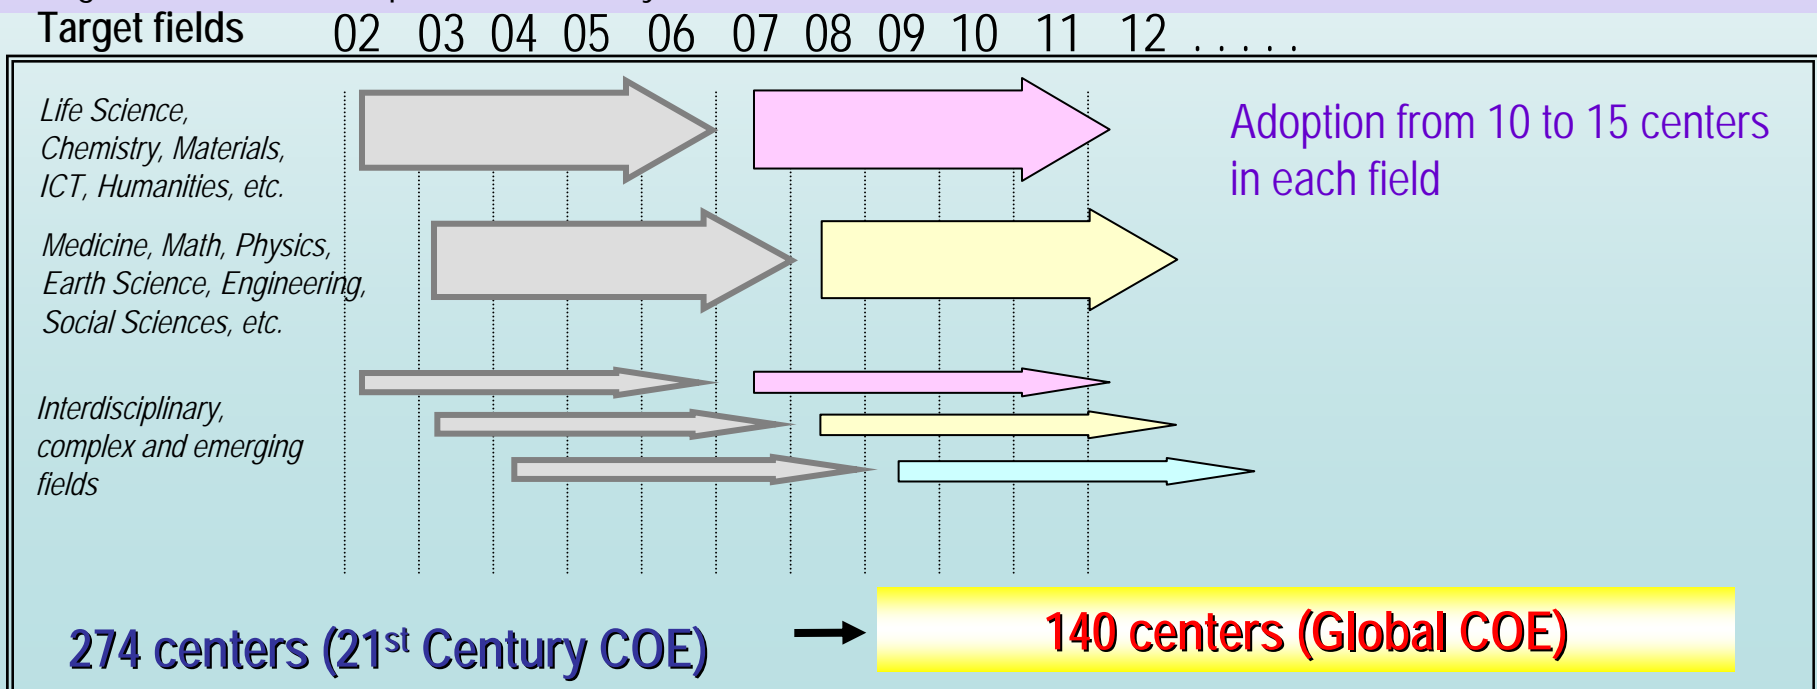 Target fields 02 03 04 05 06 07 08 09 10 11 12 . . . . .
Life Science,
Chemistry, Materials,
ICT, Humanities, etc.
Adoption from 10 to 15 centers
in each field
Medicine, Math, Physics,
Earth Science, Engineering,
Social Sciences, etc.
Interdisciplinary,
complex and emerging
fields
274 centers (21st Century COE)
140 centers (Global COE)